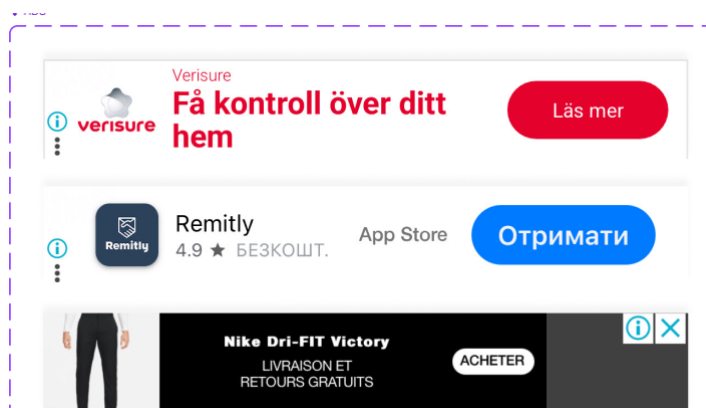 Verisure
Få kontroll över ditt
hem
verisure
Läs mer
Remitly
Remitly
4.9 ★ БЕЗКОШТ.
App Store
Отримати
Nike Dri-FIT Victory
LIVRAISON ET
RETOURS GRATUITS
ACHETER